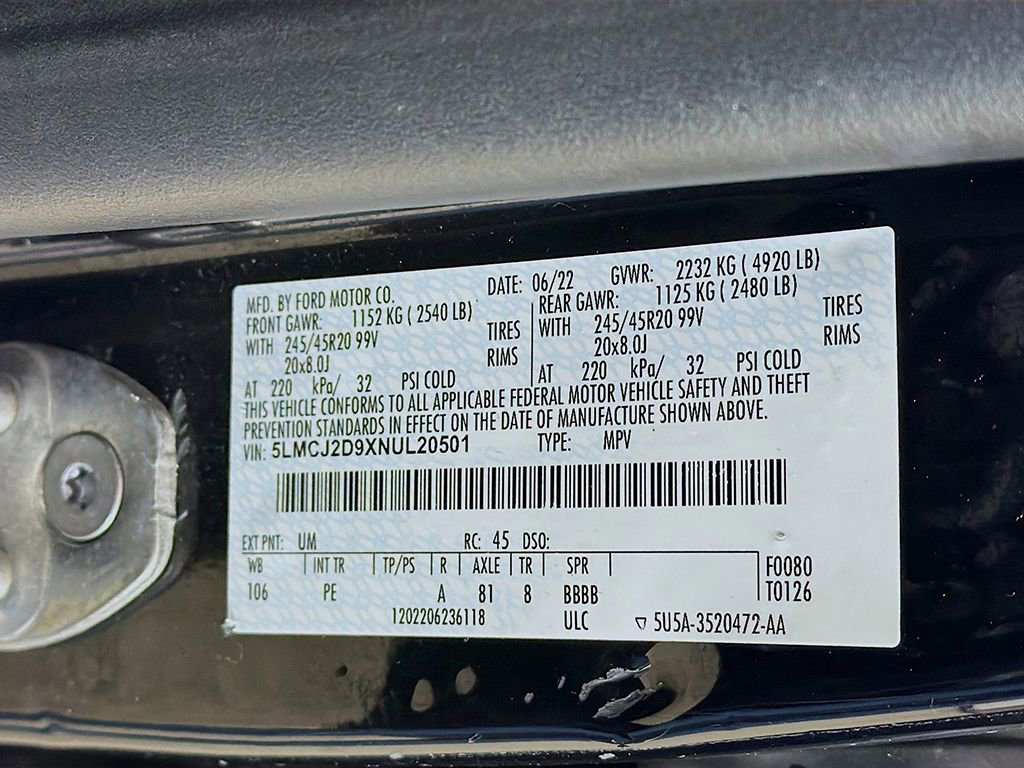 MFD. BY FORD MOTOR CO. DATE: 06/22 GVWR: 2232 KG ( 4920 LB)
FRONT GAWR: 1152 KG ( 2540 LB) REAR GAWR: 1125 KG ( 2480 LB)
WITH 245/45R20 99V TIRES WITH 245/45R20 99V TIRES
20x8.0J RIMS 20x8.0J RIMS
AT 220 kPa/ 32 PSI COLD AT 220 kPa/ 32 PSI COLD
THIS VEHICLE CONFORMS TO ALL APPLICABLE FEDERAL MOTOR VEHICLE SAFETY AND THEFT
PREVENTION STANDARDS IN EFFECT ON THE DATE OF MANUFACTURE SHOWN ABOVE.
VIN: 5LMCJ2D9XNUL20501 TYPE: MPV
EXT PNT: UM RC: 45 DSO:
WB INT TR TP/PS R AXLE TR SPR F0080
106 PE A 81 8 BBBB T0126
1202206236118 ULC ▽ 5U5A-3520472-AA